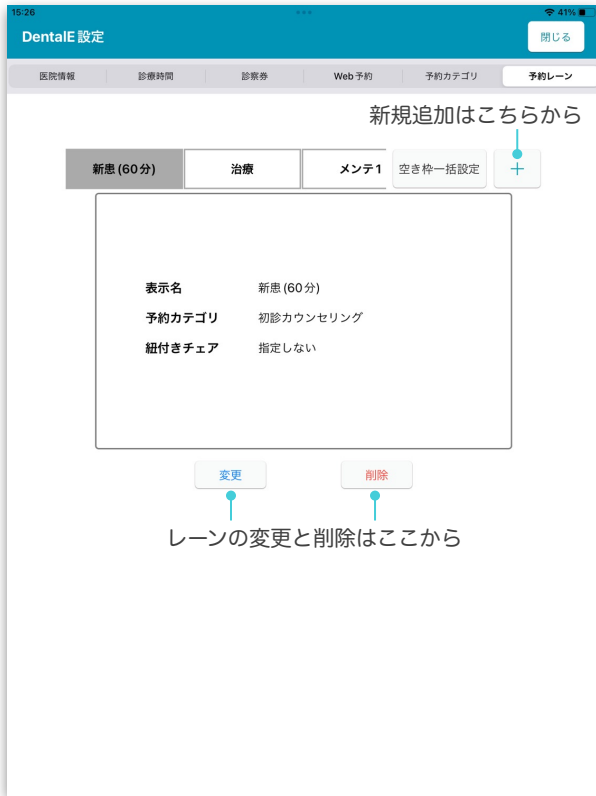 15:26 41%
DentalE 設定 閉じる
医院情報 診療時間 診察券 Web 予約 予約カテゴリ 予約レーン
新規追加はこちらから
新患 (60 分) 治療 メンテ1 空き枠一括設定 +
表示名 新患 (60 分)
予約カテゴリ 初診カウンセリング
紐付きチェア 指定しない
変更 削除
レーンの変更と削除はここから